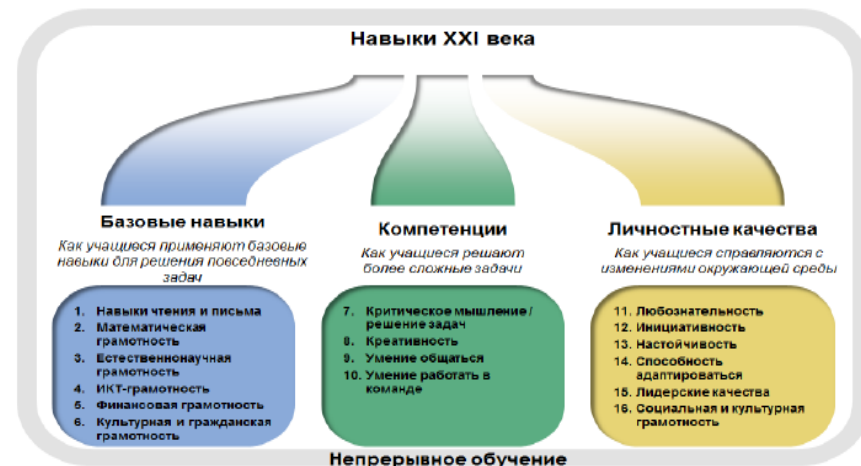 Навыки XXI века
Базовые навыки
Как учащиеся применяют базовые
навыки для решения повседневных
задач
1. Навыки чтения и письма
2. Математическая
грамотность
3. Естественнонаучная
грамотность
4. ИКТ-грамотность
5. Финансовая грамотность
6. Культурная и гражданская
грамотность
Компетенции
Как учащиеся решают
более сложные задачи
7. Критическое мышление /
решение задач
8. Креативность
9. Умение общаться
10. Умение работать в
команде
Личностные качества
Как учащиеся справляются с
изменениями окружающей среды
11. Любознательность
12. Инициативность
13. Настойчивость
14. Способность
адаптироваться
15. Лидерские качества
16. Социальная и культурная
грамотность
Непрерывное обучение